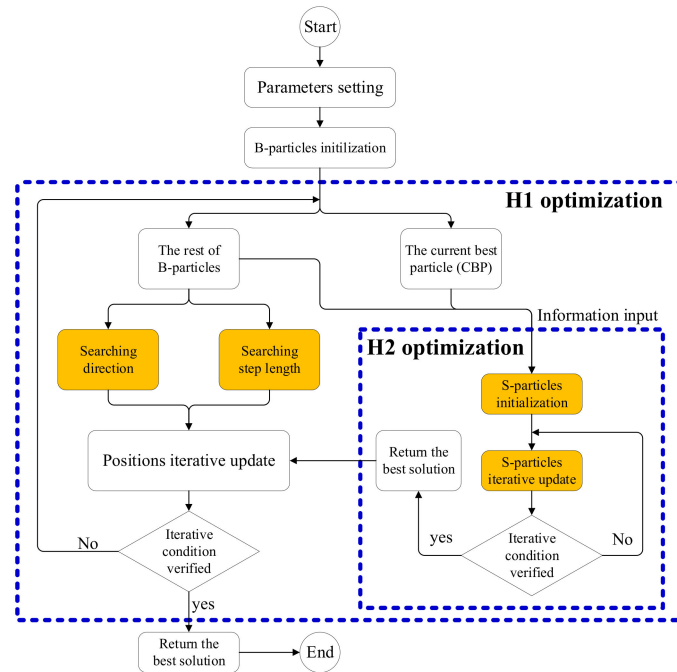 Start
Parameters setting
B-particles initilization
H1 optimization
The rest of
B-particles
The current best
particle (CBP)
Information input
H2 optimization
Searching
direction
Searching
step length
S-particles
initialization
Positions iterative update
Return the
best solution
S-particles
iterative update
No
Iterative
condition
verified
yes
Iterative
condition
verified
No
yes
Return the
best solution
End